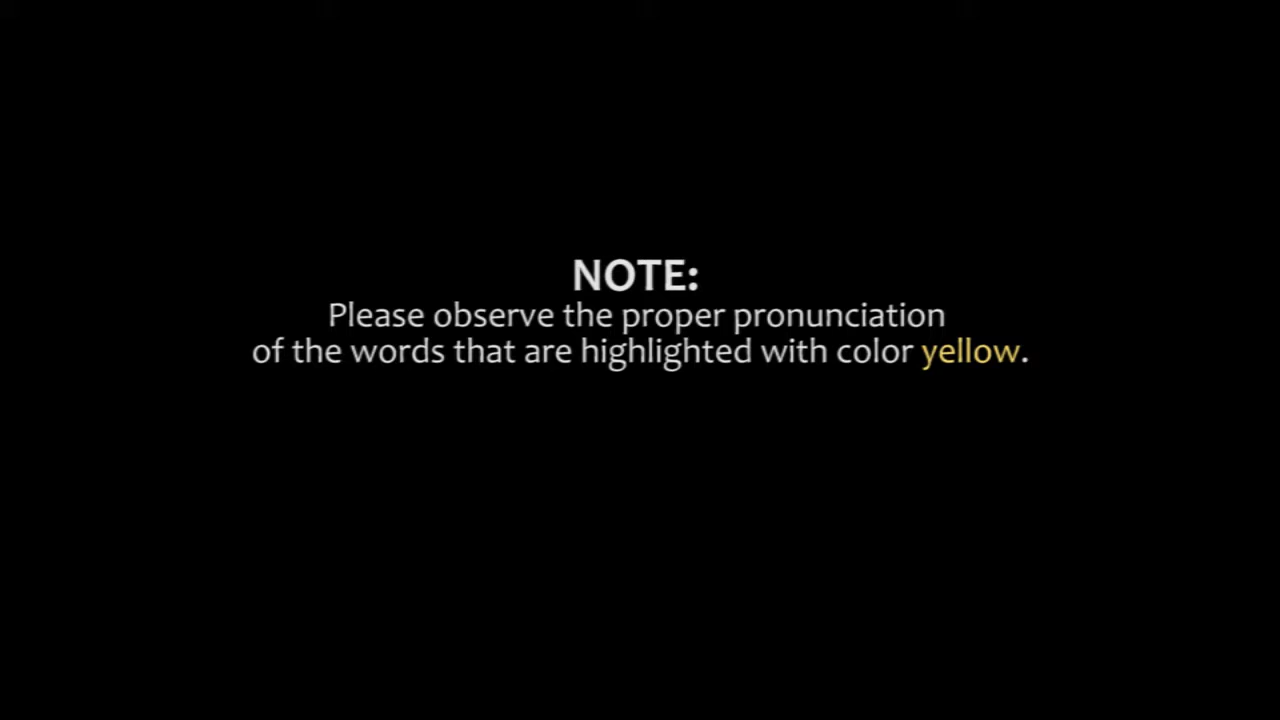 NOTE:
Please observe the proper pronunciation
of the words that are highlighted with color yellow.